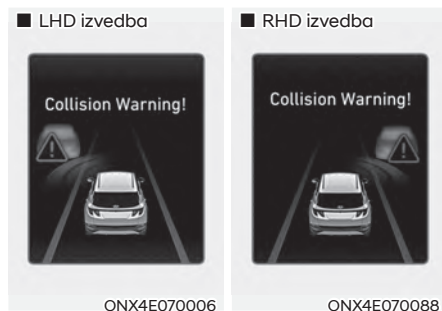 ■ LHD izvedba
Collision Warning!
ONX4E070006
■ RHD izvedba
Collision Warning!
ONX4E070088